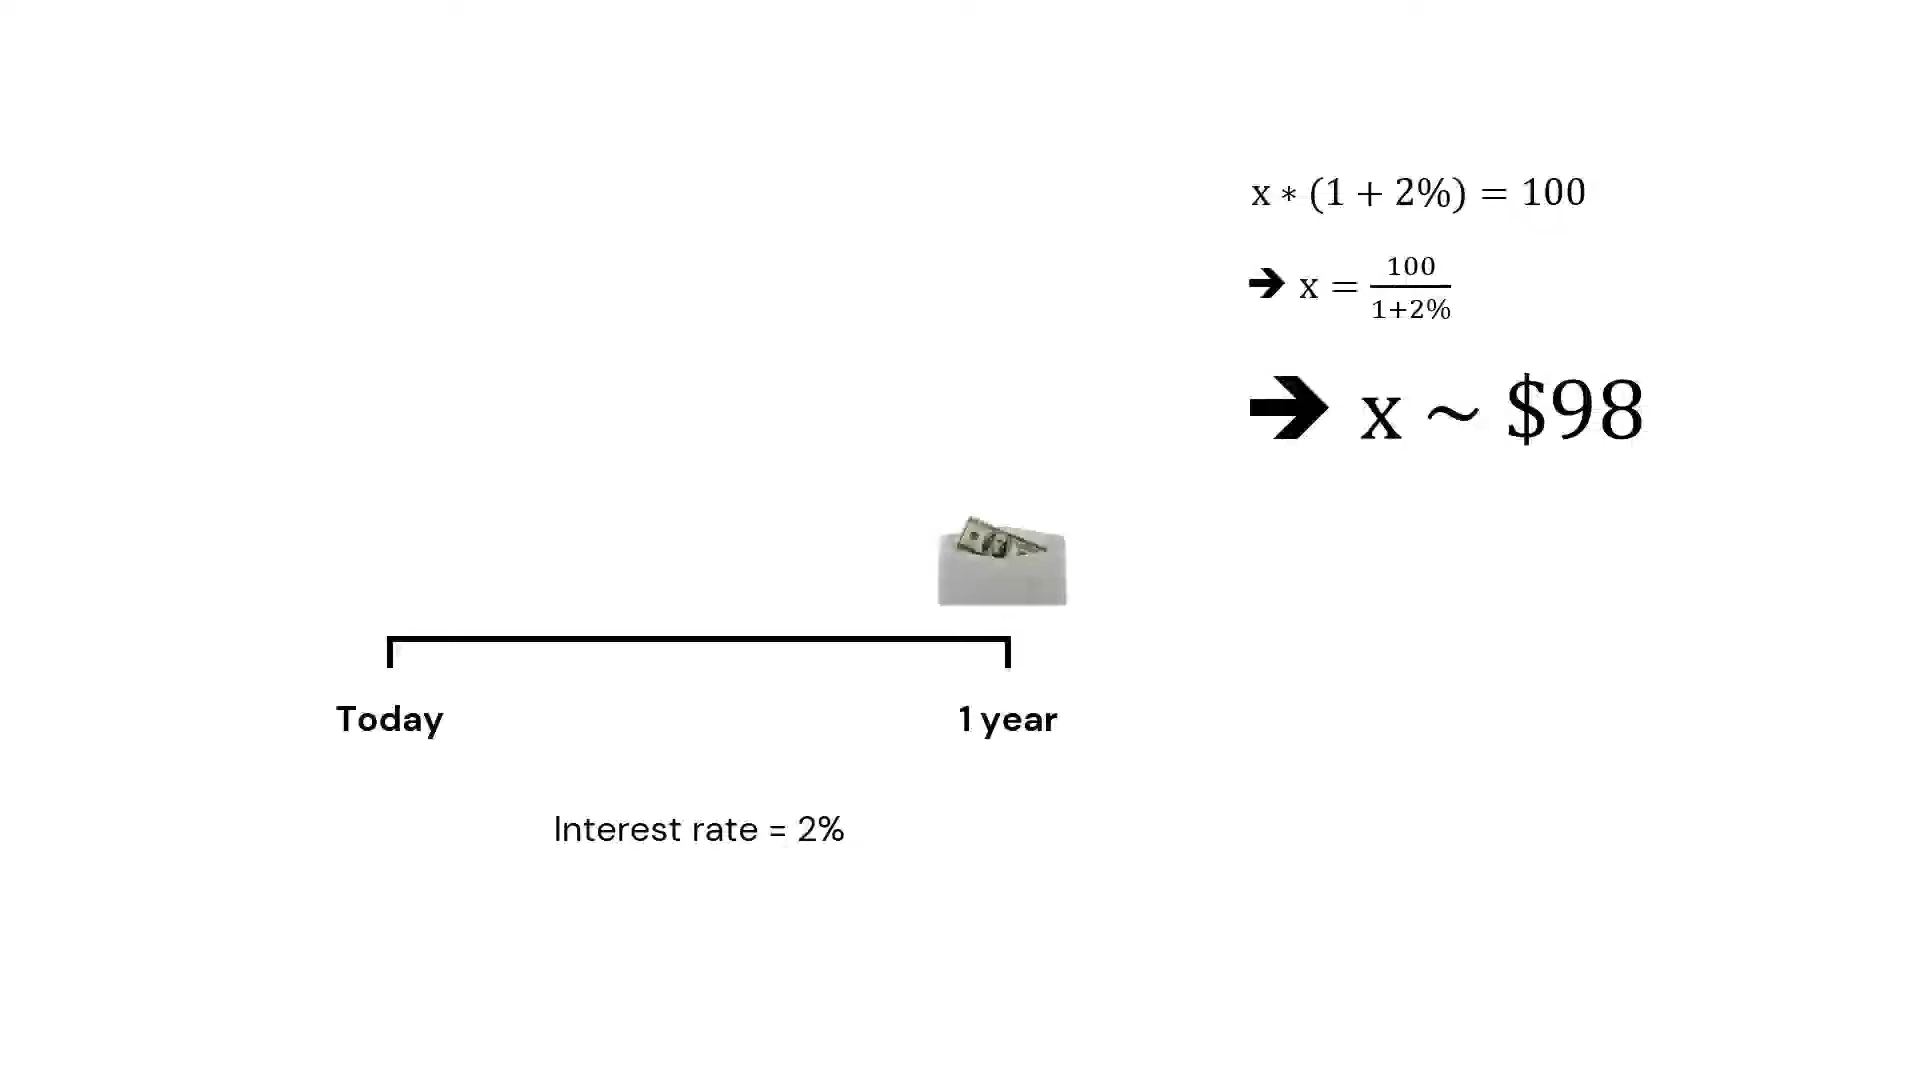 x * (1 + 2%) = 100
➔ x = 100/1+2%
➔ x ~ $98
Today
1 year
Interest rate = 2%